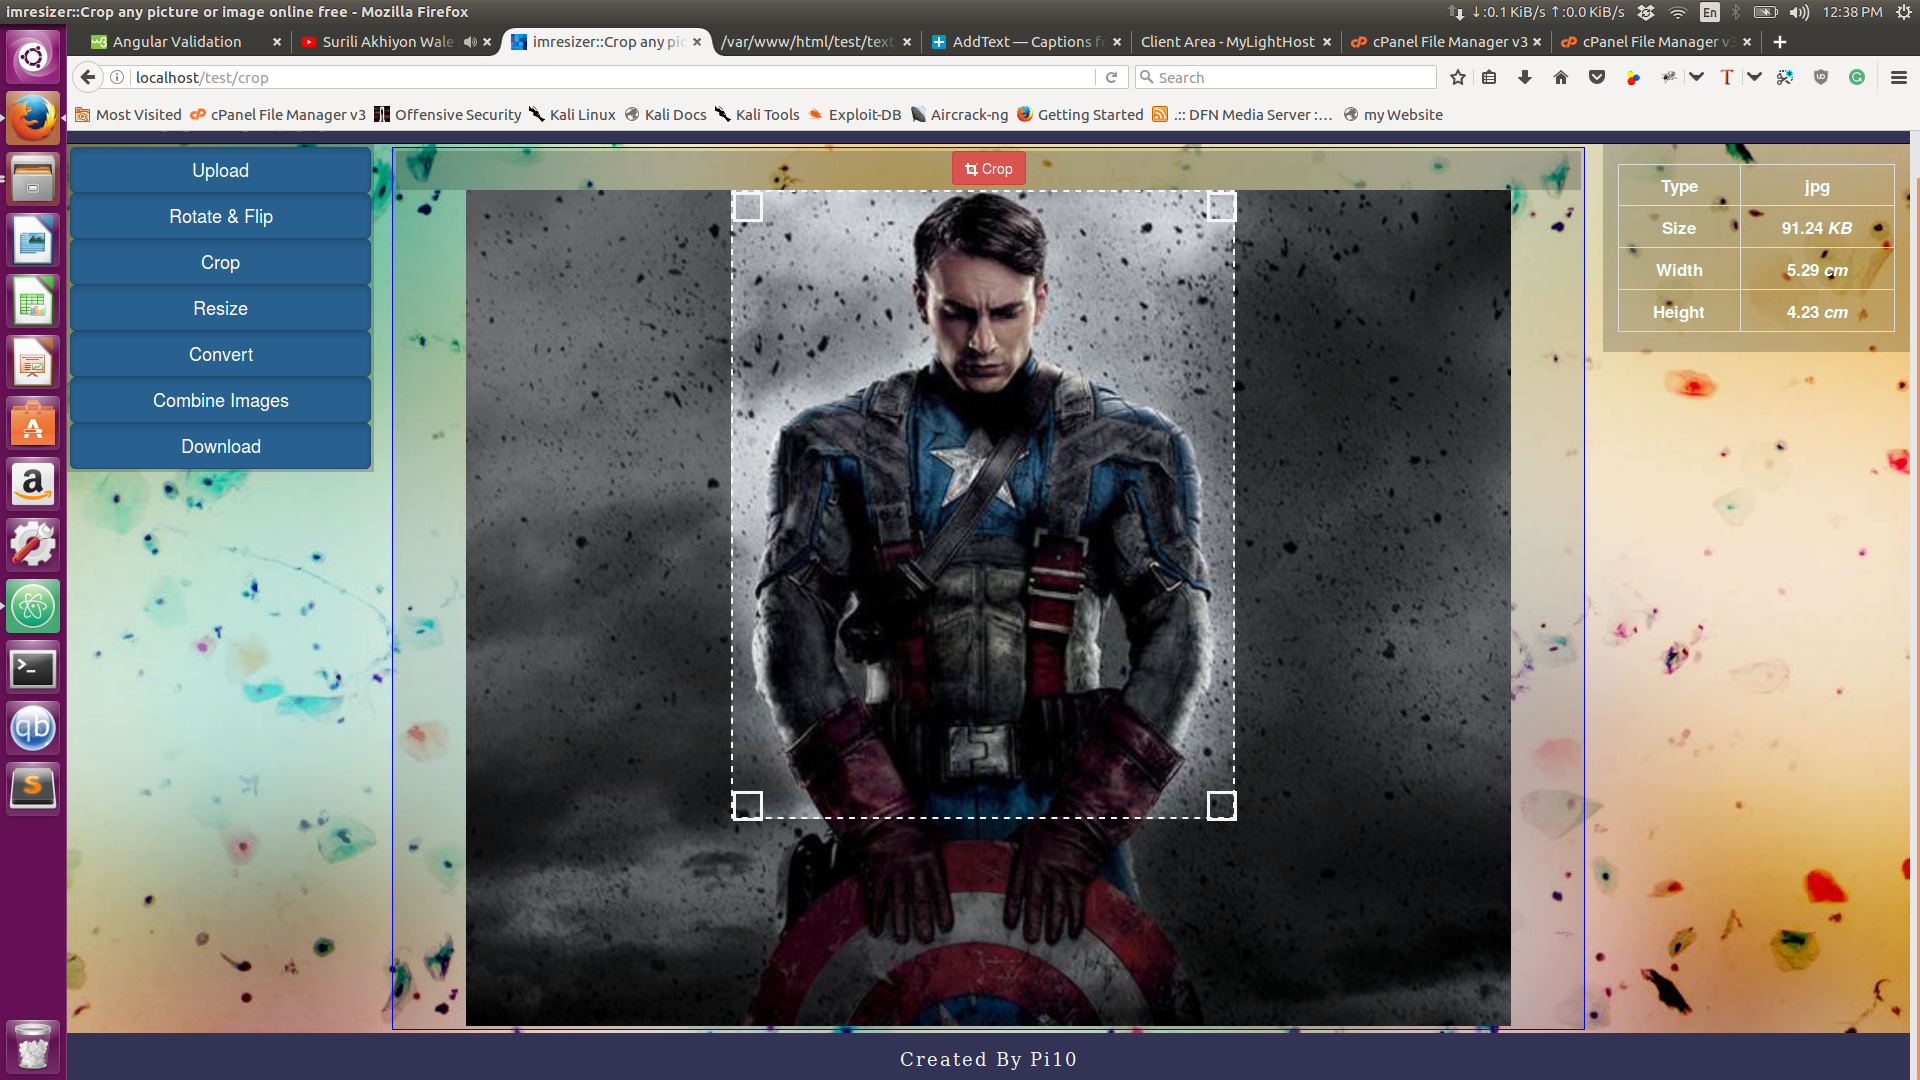 imresizer::Crop any picture or image online free - Mozilla Firefox
↓:0.1 KiB/s ↑:0.0 KiB/s En 12:38 PM
Angular Validation
Surili Akhiyon Wale
imresizer::Crop any pic
/var/www/html/test/text
AddText — Captions f
Client Area - MyLightHost
cPanel File Manager v3
cPanel File Manager v3
localhost/test/crop
Search
Most Visited
cPanel File Manager v3
Offensive Security
Kali Linux
Kali Docs
Kali Tools
Exploit-DB
Aircrack-ng
Getting Started
.:: DFN Media Server :...
my Website
Upload
Rotate & Flip
Crop
Resize
Convert
Combine Images
Download
Crop
Type jpg
Size 91.24 KB
Width 5.29 cm
Height 4.23 cm
Created By Pi10